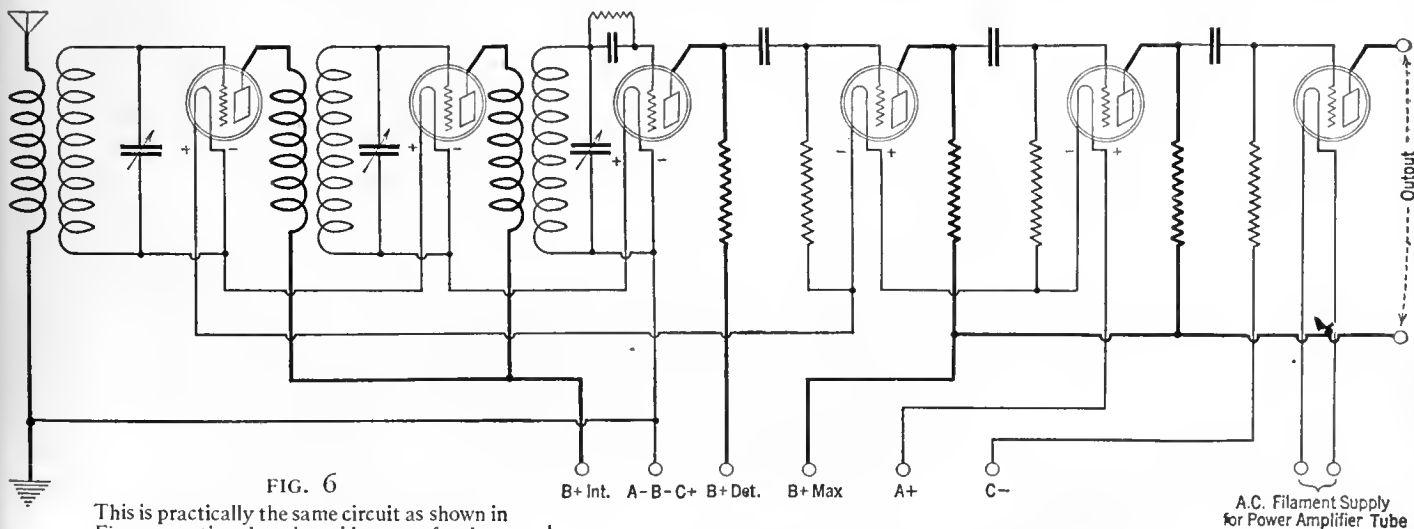 + -
+ -
+ -
- +
- +
Output
FIG. 6
This is practically the same circuit as shown in
B+ Int. A- B- C+ B+ Det. B+ Max A+ C-
A.C. Filament Supply
for Power Amplifier Tube